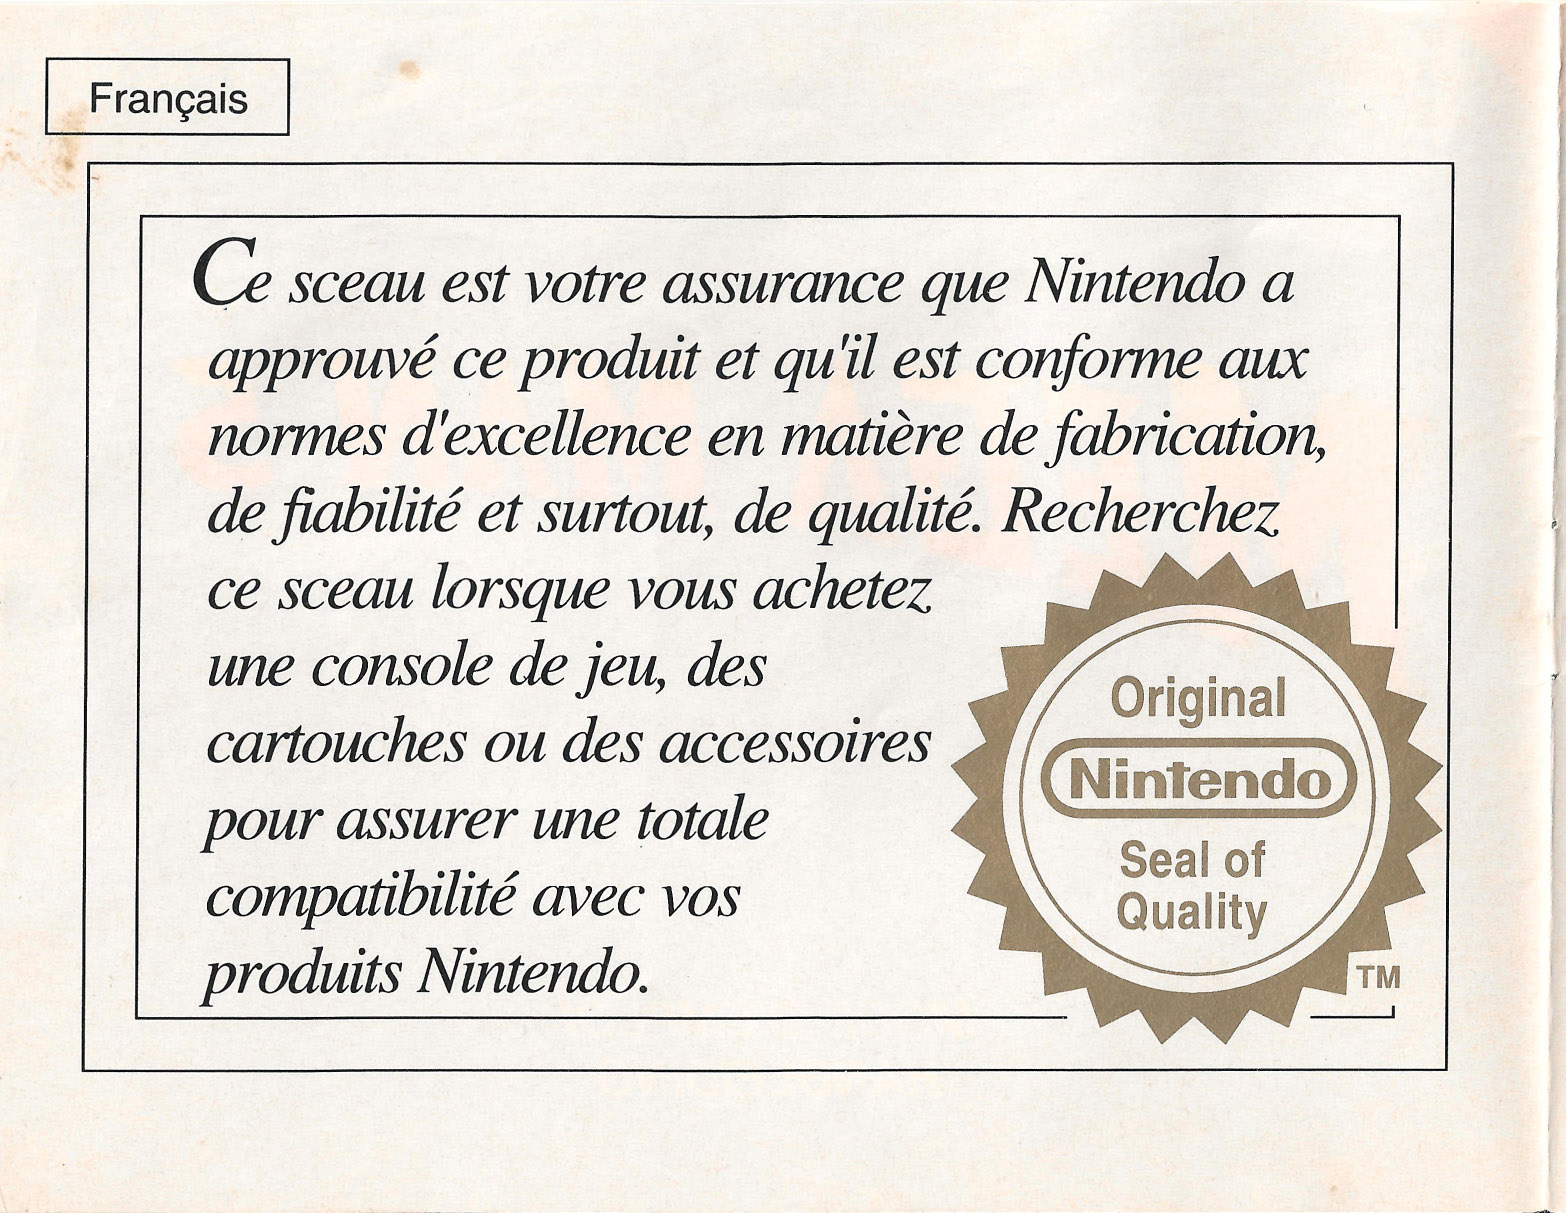 Français
Ce sceau est votre assurance que Nintendo a
approuvé ce produit et qu'il est conforme aux
normes d'excellence en matière de fabrication,
de fiabilité et surtout, de qualité. Recherchez
ce sceau lorsque vous achetez
une console de jeu, des
cartouches ou des accessoires
pour assurer une totale
compatibilité avec vos
produits Nintendo.
Original
Nintendo
Seal of
Quality
TM